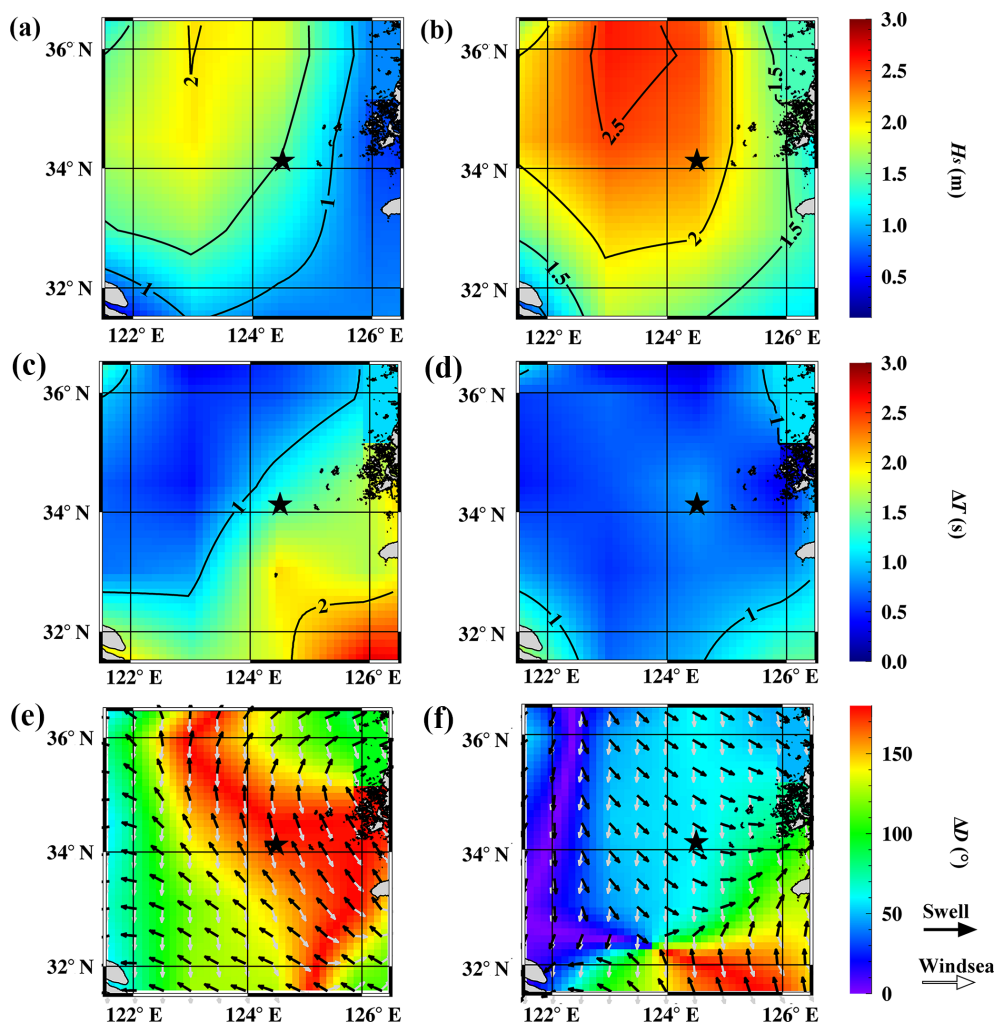 (a)
36° N
34° N
32° N
2
1
1
122° E
124° E
126° E
(b)
36° N
34° N
32° N
1.5
2.5
2
1.5
1.5
122° E
124° E
126° E
3.0
2.5
2.0
1.5
1.0
0.5
Hs (m)
(c)
36° N
34° N
32° N
1
2
122° E
124° E
126° E
(d)
36° N
34° N
32° N
1
1
1
122° E
124° E
126° E
3.0
2.5
2.0
1.5
1.0
0.5
0.0
ΔT (s)
(e)
36° N
34° N
32° N
122° E
124° E
126° E
(f)
36° N
34° N
32° N
122° E
124° E
126° E
150
100
50
0
ΔD (°)
Swell
Windsea